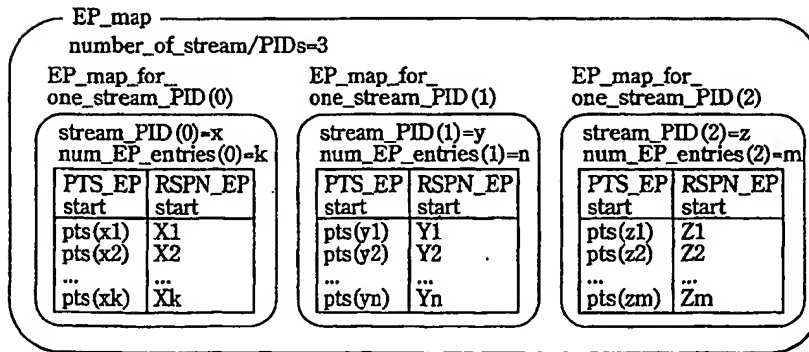 EP_map
number_of_stream/PIDs=3
EP_map_for_
one_stream_PID(0)
stream_PID(0)=x
num_EP_entries(0)=k
PTS_EP RSPN_EP
start start
pts(x1) X1
pts(x2) X2
... ...
pts(xk) Xk
EP_map_for_
one_stream_PID(1)
stream_PID(1)=y
num_EP_entries(1)=n
PTS_EP RSPN_EP
start start
pts(y1) Y1
pts(y2) Y2
... ...
pts(yn) Yn
EP_map_for_
one_stream_PID(2)
stream_PID(2)=z
num_EP_entries(2)=m
PTS_EP RSPN_EP
start start
pts(z1) Z1
pts(z2) Z2
... ...
pts(zm) Zm